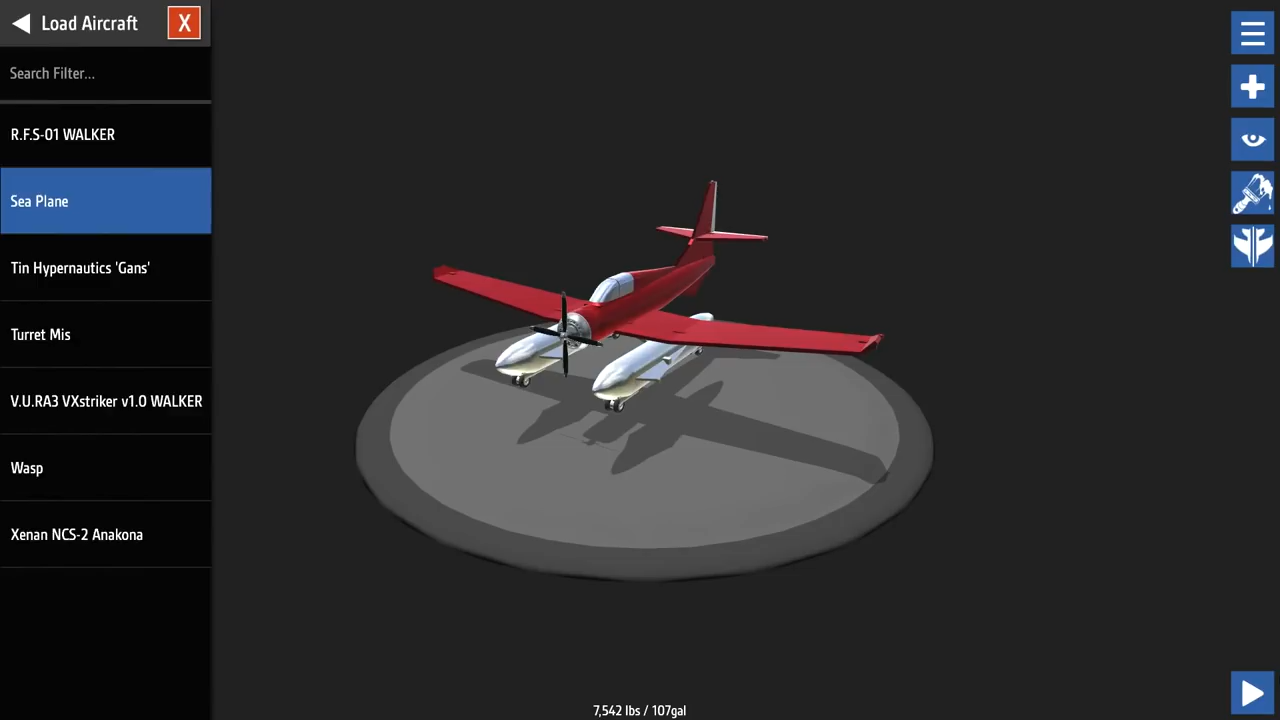 Load Aircraft
X
Search Filter...
R.F.S-01 WALKER
Sea Plane
Tin Hypernautics 'Gans'
Turret Mis
V.U.RA3 VXstriker v1.0 WALKER
Wasp
Xenan NCS-2 Anakona
7,542 lbs / 107gal